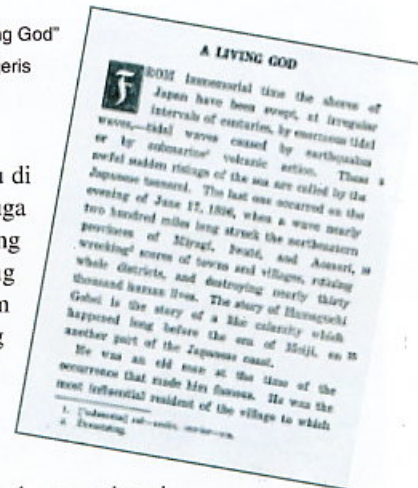 ng God"
eris
di
iga
ng
g
n
g
A LIVING GOD
FROM immemorial time the shores of
Japan have been swept, at irregular
intervals of centuries, by enormous tidal
waves,—tidal waves caused by earthquakes
or by submarine volcanic action. These
awful sudden risings of the sea are called by the
Japanese tsunami. The last one occurred on the
evening of June 17, 1896, when a wave nearly
two hundred miles long struck the northeastern
provinces of Miyagi, Iwaté, and Aomori,
wrecking scores of towns and villages, ruining
whole districts, and destroying nearly thirty
thousand human lives. The story of Hamaguchi
Gohei is the story of a like calamity which
happened long before the era of Meiji, on
another part of the Japanese coast.
He was an old man at the time of the
occurrence that made him famous. He was the
most influential resident of the village to which